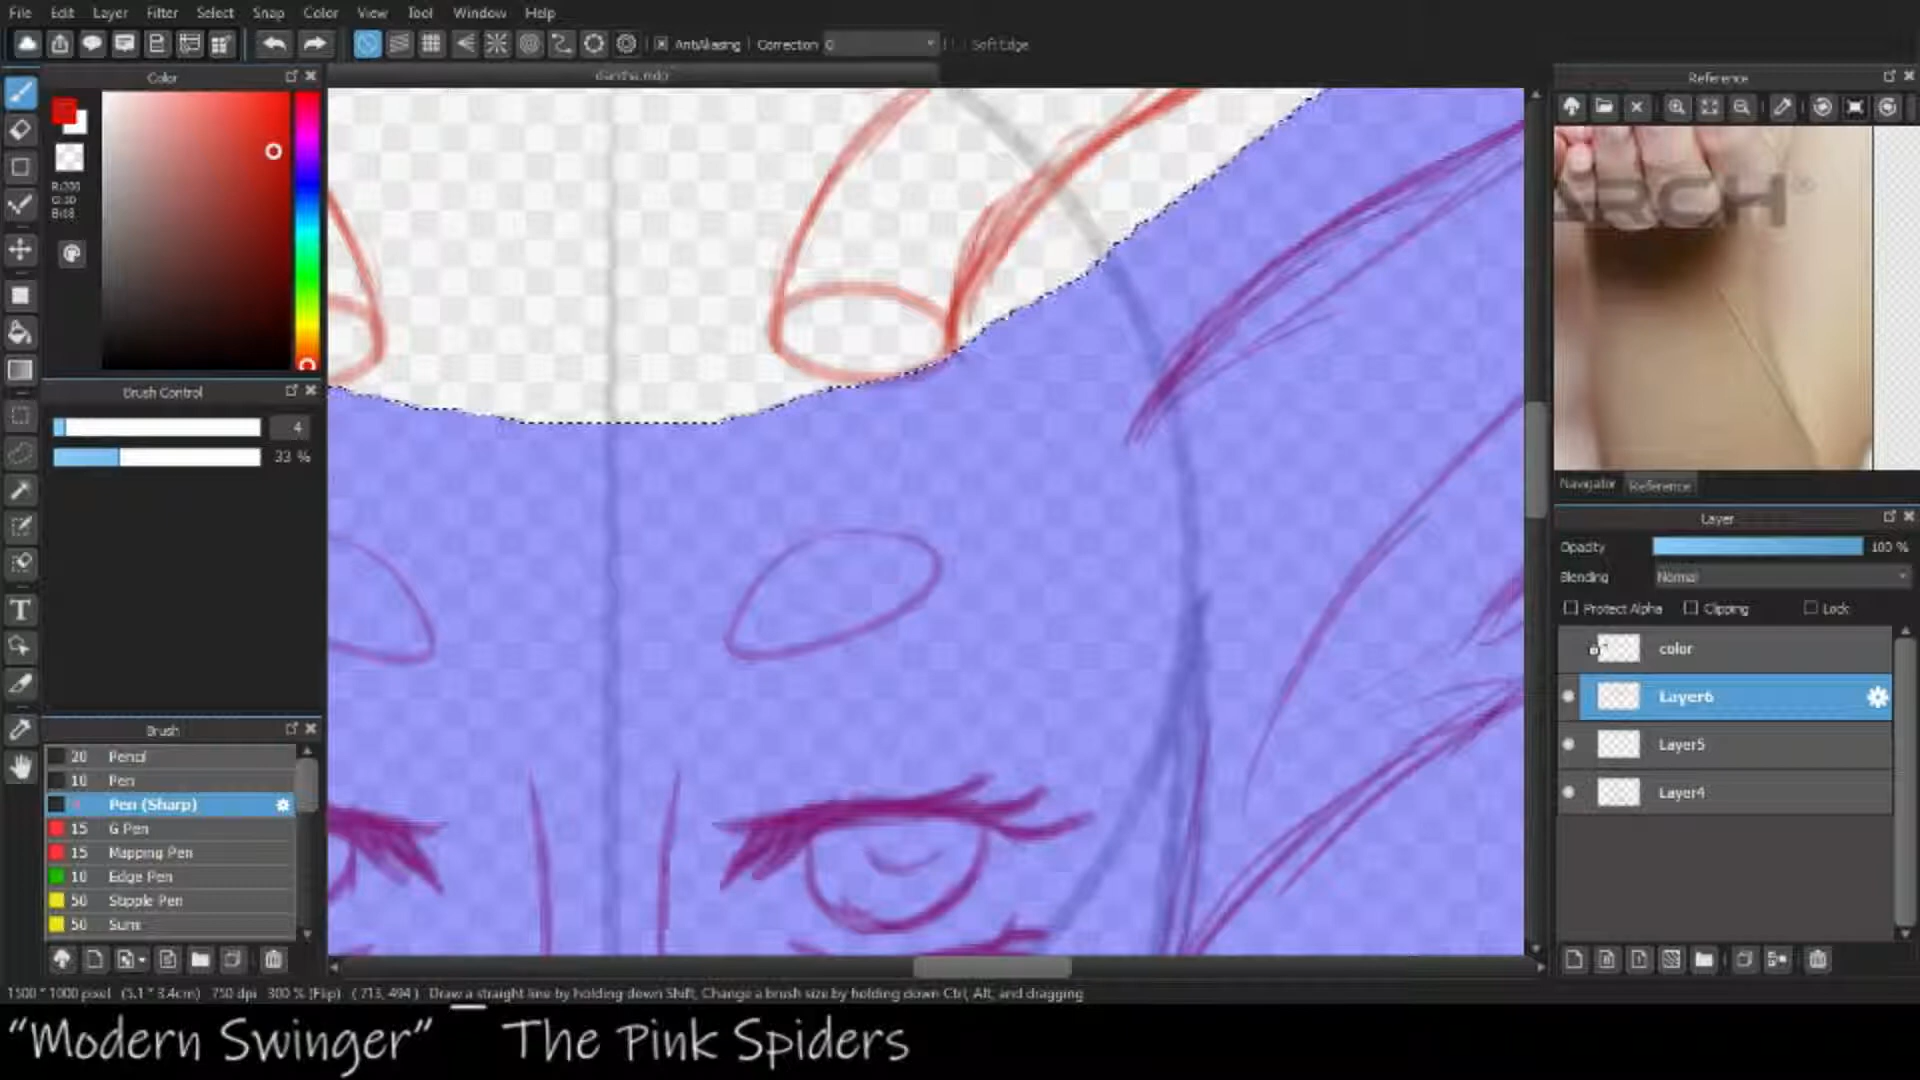 File Edit Layer Filter Select Snap Color View Tool Window Help
AntiAliasing Correction 0 Soft Edge
Color
diantha.mdp
Reference
ARCH
Brush Control
4
33 %
Navigator Reference
Layer
Opacity 100 %
Blending Normal
Protect Alpha Clipping Lock
color
Layer6
Layer5
Layer4
Brush
20 Pencil
10 Pen
4 Pen (Sharp)
15 G Pen
15 Mapping Pen
10 Edge Pen
50 Stipple Pen
50 Sumi
T
1500 * 1000 pixel (5.1 * 3.4cm) 750 dpi 300 % [Flip] ( 713, 494 ) Draw a straight line by holding down Shift, Change a brush size by holding down Ctrl, Alt, and dragging
“Modern Swinger” – The Pink Spiders